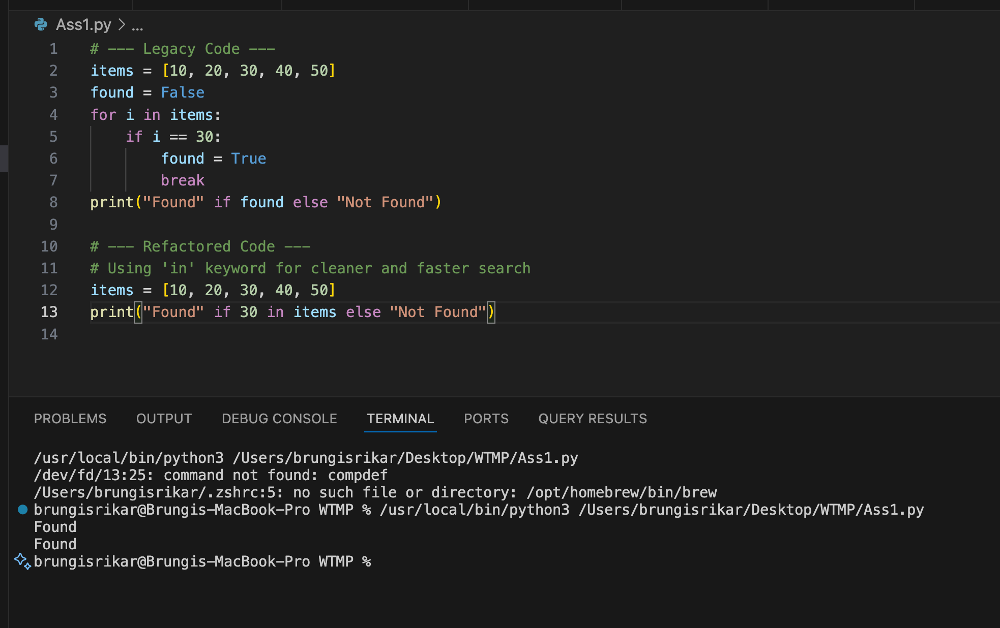 Ass1.py > ...
1 # --- Legacy Code ---
2 items = [10, 20, 30, 40, 50]
3 found = False
4 for i in items:
5     if i == 30:
6         found = True
7         break
8 print("Found" if found else "Not Found")
9
10 # --- Refactored Code ---
11 # Using 'in' keyword for cleaner and faster search
12 items = [10, 20, 30, 40, 50]
13 print("Found" if 30 in items else "Not Found")
14
PROBLEMS OUTPUT DEBUG CONSOLE TERMINAL PORTS QUERY RESULTS
/usr/local/bin/python3 /Users/brungisrikar/Desktop/WTMP/Ass1.py
/dev/fd/13:25: command not found: compdef
/Users/brungisrikar/.zshrc:5: no such file or directory: /opt/homebrew/bin/brew
brungisrikar@Brungis-MacBook-Pro WTMP % /usr/local/bin/python3 /Users/brungisrikar/Desktop/WTMP/Ass1.py
Found
Found
brungisrikar@Brungis-MacBook-Pro WTMP %